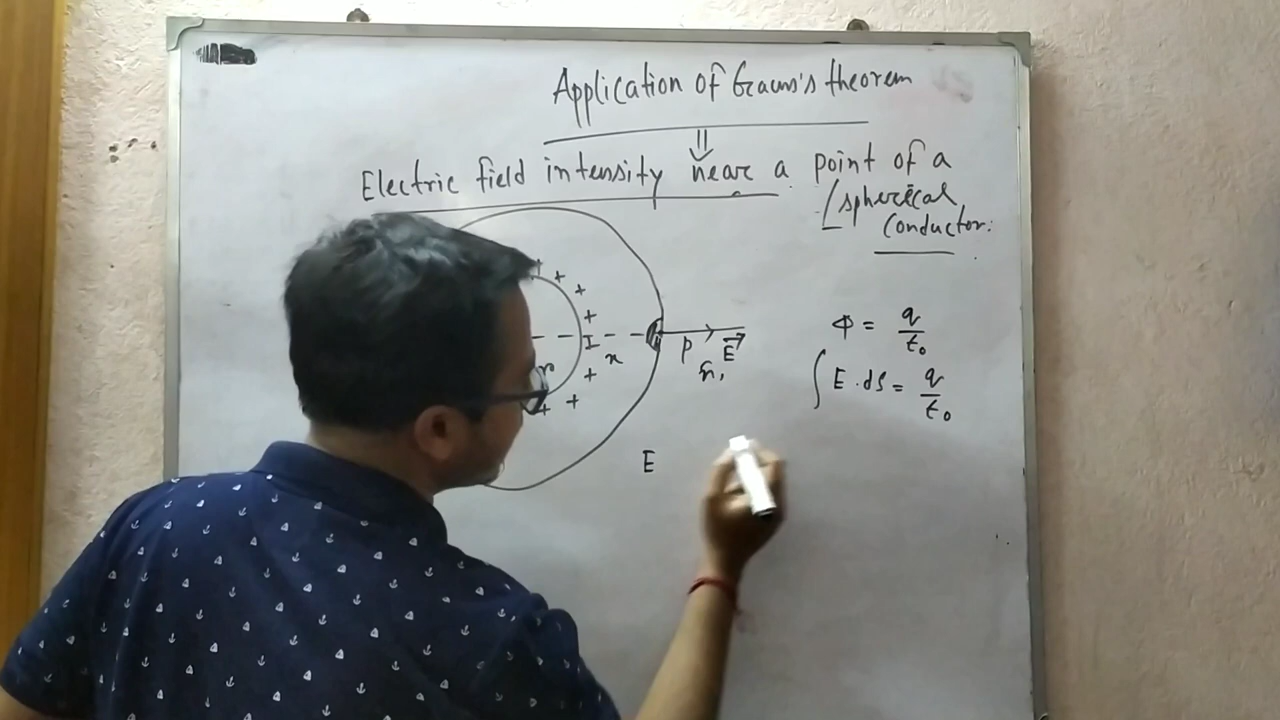 Application of Gauss's theorem
⇓
Electric field intensity near a point of a
spherical
Conductor.
+ + + + + + + +
r
x
P E
n̂,
Φ = q/ε₀
∫ E . ds = q/ε₀
E